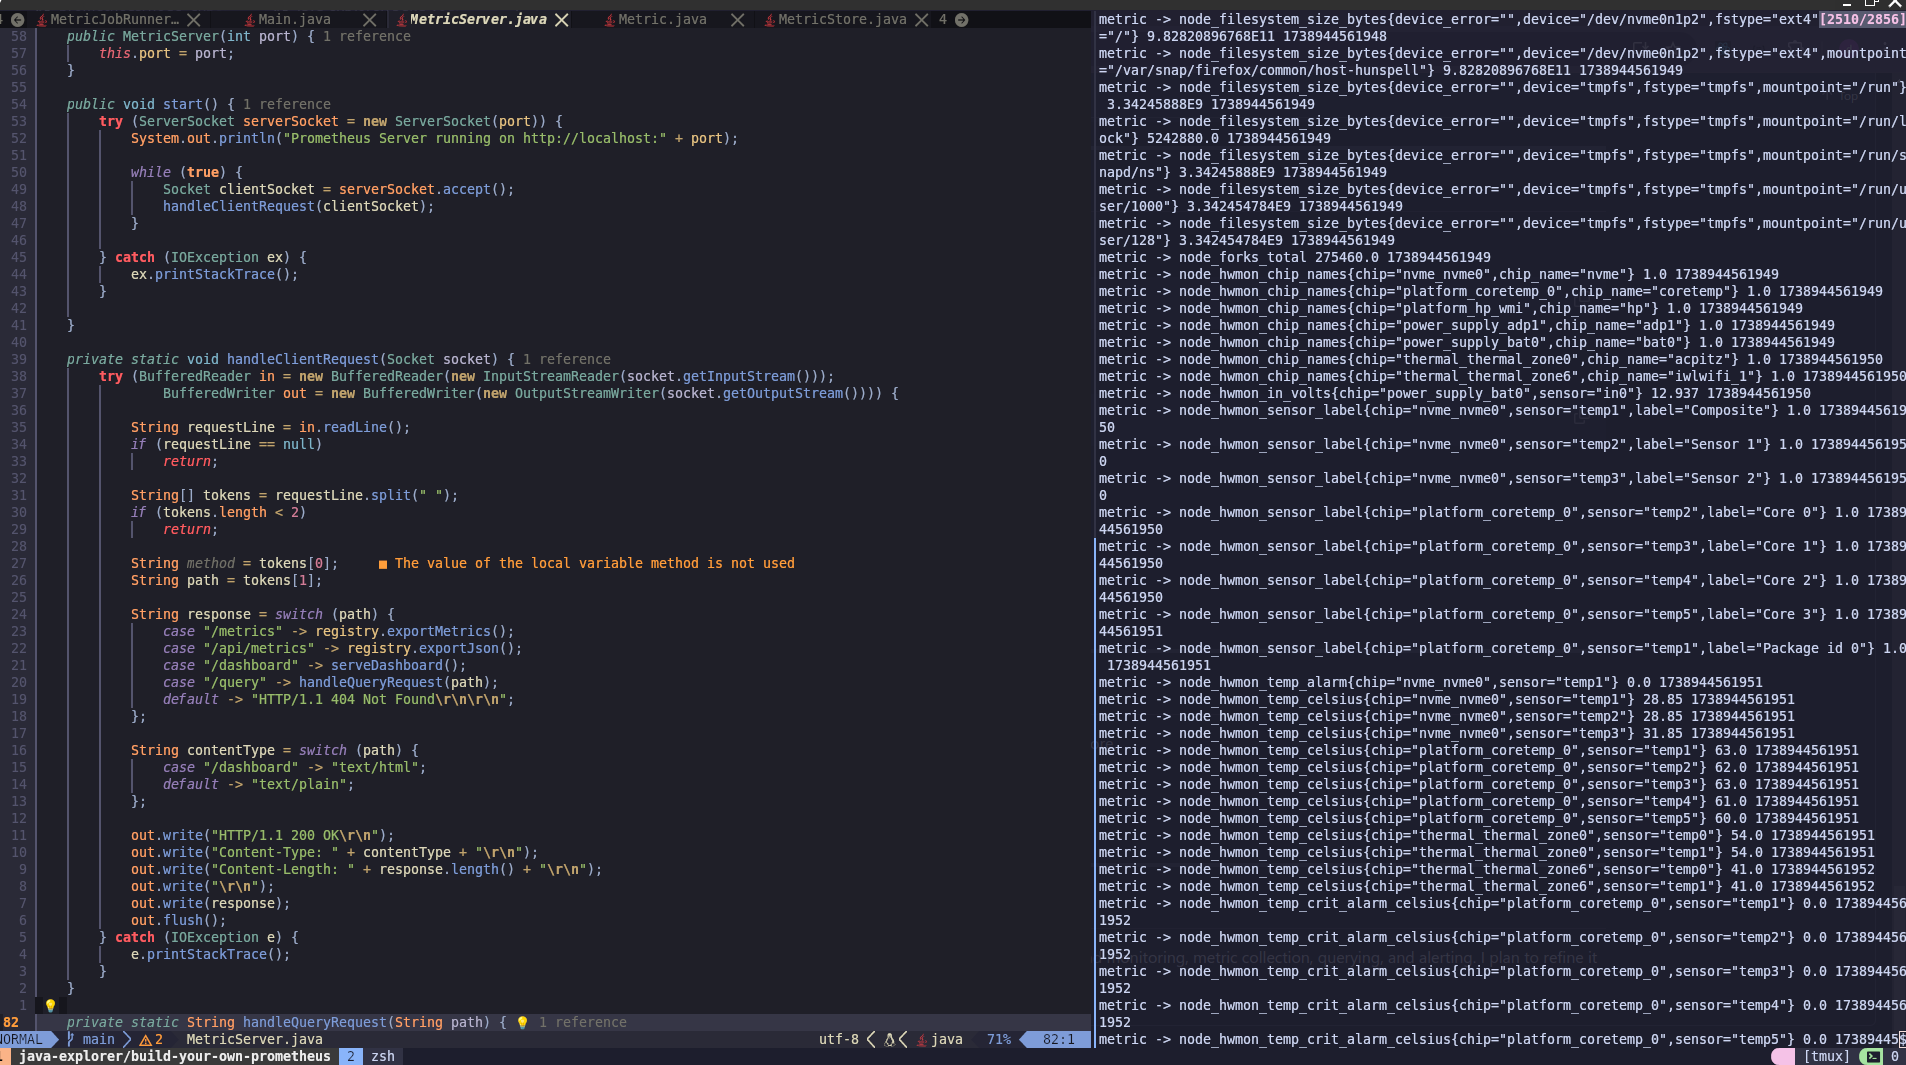 MetricJobRunner… Main.java MetricServer.java Metric.java MetricStore.java 4
58 public MetricServer(int port) { 1 reference
57 this.port = port;
56 }
55
54 public void start() { 1 reference
53 try (ServerSocket serverSocket = new ServerSocket(port)) {
52 System.out.println("Prometheus Server running on http://localhost:" + port);
51
50 while (true) {
49 Socket clientSocket = serverSocket.accept();
48 handleClientRequest(clientSocket);
47 }
46
45 } catch (IOException ex) {
44 ex.printStackTrace();
43 }
42
41 }
40
39 private static void handleClientRequest(Socket socket) { 1 reference
38 try (BufferedReader in = new BufferedReader(new InputStreamReader(socket.getInputStream()));
37 BufferedWriter out = new BufferedWriter(new OutputStreamWriter(socket.getOutputStream()))) {
36
35 String requestLine = in.readLine();
34 if (requestLine == null)
33 return;
32
31 String[] tokens = requestLine.split(" ");
30 if (tokens.length < 2)
29 return;
28
27 String method = tokens[0]; ■ The value of the local variable method is not used
26 String path = tokens[1];
25
24 String response = switch (path) {
23 case "/metrics" -> registry.exportMetrics();
22 case "/api/metrics" -> registry.exportJson();
21 case "/dashboard" -> serveDashboard();
20 case "/query" -> handleQueryRequest(path);
19 default -> "HTTP/1.1 404 Not Found\r\n\r\n";
18 };
17
16 String contentType = switch (path) {
15 case "/dashboard" -> "text/html";
14 default -> "text/plain";
13 };
12
11 out.write("HTTP/1.1 200 OK\r\n");
10 out.write("Content-Type: " + contentType + "\r\n");
9 out.write("Content-Length: " + response.length() + "\r\n");
8 out.write("\r\n");
7 out.write(response);
6 out.flush();
5 } catch (IOException e) {
4 e.printStackTrace();
3 }
2 }
1
82 private static String handleQueryRequest(String path) { 1 reference
NORMAL main 2 MetricServer.java utf-8 java 71% 82:1
metric -> node_filesystem_size_bytes{device_error="",device="/dev/nvme0n1p2",fstype="ext4"[2510/2856]
="/"} 9.82820896768E11 1738944561948
metric -> node_filesystem_size_bytes{device_error="",device="/dev/nvme0n1p2",fstype="ext4",mountpoint
="/var/snap/firefox/common/host-hunspell"} 9.82820896768E11 1738944561949
metric -> node_filesystem_size_bytes{device_error="",device="tmpfs",fstype="tmpfs",mountpoint="/run"}
3.34245888E9 1738944561949
metric -> node_filesystem_size_bytes{device_error="",device="tmpfs",fstype="tmpfs",mountpoint="/run/l
ock"} 5242880.0 1738944561949
metric -> node_filesystem_size_bytes{device_error="",device="tmpfs",fstype="tmpfs",mountpoint="/run/s
napd/ns"} 3.34245888E9 1738944561949
metric -> node_filesystem_size_bytes{device_error="",device="tmpfs",fstype="tmpfs",mountpoint="/run/u
ser/1000"} 3.342454784E9 1738944561949
metric -> node_filesystem_size_bytes{device_error="",device="tmpfs",fstype="tmpfs",mountpoint="/run/u
ser/128"} 3.342454784E9 1738944561949
metric -> node_forks_total 275460.0 1738944561949
metric -> node_hwmon_chip_names{chip="nvme_nvme0",chip_name="nvme"} 1.0 1738944561949
metric -> node_hwmon_chip_names{chip="platform_coretemp_0",chip_name="coretemp"} 1.0 1738944561949
metric -> node_hwmon_chip_names{chip="platform_hp_wmi",chip_name="hp"} 1.0 1738944561949
metric -> node_hwmon_chip_names{chip="power_supply_adp1",chip_name="adp1"} 1.0 1738944561949
metric -> node_hwmon_chip_names{chip="power_supply_bat0",chip_name="bat0"} 1.0 1738944561949
metric -> node_hwmon_chip_names{chip="thermal_thermal_zone0",chip_name="acpitz"} 1.0 1738944561950
metric -> node_hwmon_chip_names{chip="thermal_thermal_zone6",chip_name="iwlwifi_1"} 1.0 1738944561950
metric -> node_hwmon_in_volts{chip="power_supply_bat0",sensor="in0"} 12.937 1738944561950
metric -> node_hwmon_sensor_label{chip="nvme_nvme0",sensor="temp1",label="Composite"} 1.0 17389445619
50
metric -> node_hwmon_sensor_label{chip="nvme_nvme0",sensor="temp2",label="Sensor 1"} 1.0 173894456195
0
metric -> node_hwmon_sensor_label{chip="nvme_nvme0",sensor="temp3",label="Sensor 2"} 1.0 173894456195
0
metric -> node_hwmon_sensor_label{chip="platform_coretemp_0",sensor="temp2",label="Core 0"} 1.0 17389
44561950
metric -> node_hwmon_sensor_label{chip="platform_coretemp_0",sensor="temp3",label="Core 1"} 1.0 17389
44561950
metric -> node_hwmon_sensor_label{chip="platform_coretemp_0",sensor="temp4",label="Core 2"} 1.0 17389
44561950
metric -> node_hwmon_sensor_label{chip="platform_coretemp_0",sensor="temp5",label="Core 3"} 1.0 17389
44561951
metric -> node_hwmon_sensor_label{chip="platform_coretemp_0",sensor="temp1",label="Package id 0"} 1.0
1738944561951
metric -> node_hwmon_temp_alarm{chip="nvme_nvme0",sensor="temp1"} 0.0 1738944561951
metric -> node_hwmon_temp_celsius{chip="nvme_nvme0",sensor="temp1"} 28.85 1738944561951
metric -> node_hwmon_temp_celsius{chip="nvme_nvme0",sensor="temp2"} 28.85 1738944561951
metric -> node_hwmon_temp_celsius{chip="nvme_nvme0",sensor="temp3"} 31.85 1738944561951
metric -> node_hwmon_temp_celsius{chip="platform_coretemp_0",sensor="temp1"} 63.0 1738944561951
metric -> node_hwmon_temp_celsius{chip="platform_coretemp_0",sensor="temp2"} 62.0 1738944561951
metric -> node_hwmon_temp_celsius{chip="platform_coretemp_0",sensor="temp3"} 63.0 1738944561951
metric -> node_hwmon_temp_celsius{chip="platform_coretemp_0",sensor="temp4"} 61.0 1738944561951
metric -> node_hwmon_temp_celsius{chip="platform_coretemp_0",sensor="temp5"} 60.0 1738944561951
metric -> node_hwmon_temp_celsius{chip="thermal_thermal_zone0",sensor="temp0"} 54.0 1738944561951
metric -> node_hwmon_temp_celsius{chip="thermal_thermal_zone0",sensor="temp1"} 54.0 1738944561951
metric -> node_hwmon_temp_celsius{chip="thermal_thermal_zone6",sensor="temp0"} 41.0 1738944561952
metric -> node_hwmon_temp_celsius{chip="thermal_thermal_zone6",sensor="temp1"} 41.0 1738944561952
metric -> node_hwmon_temp_crit_alarm_celsius{chip="platform_coretemp_0",sensor="temp1"} 0.0 173894456
1952
metric -> node_hwmon_temp_crit_alarm_celsius{chip="platform_coretemp_0",sensor="temp2"} 0.0 173894456
1952 monitoring, metric collection, querying, and alerting. I plan to refine it
metric -> node_hwmon_temp_crit_alarm_celsius{chip="platform_coretemp_0",sensor="temp3"} 0.0 173894456
1952
metric -> node_hwmon_temp_crit_alarm_celsius{chip="platform_coretemp_0",sensor="temp4"} 0.0 173894456
1952
metric -> node_hwmon_temp_crit_alarm_celsius{chip="platform_coretemp_0",sensor="temp5"} 0.0 17389445
java-explorer/build-your-own-prometheus 2 zsh [tmux] 0